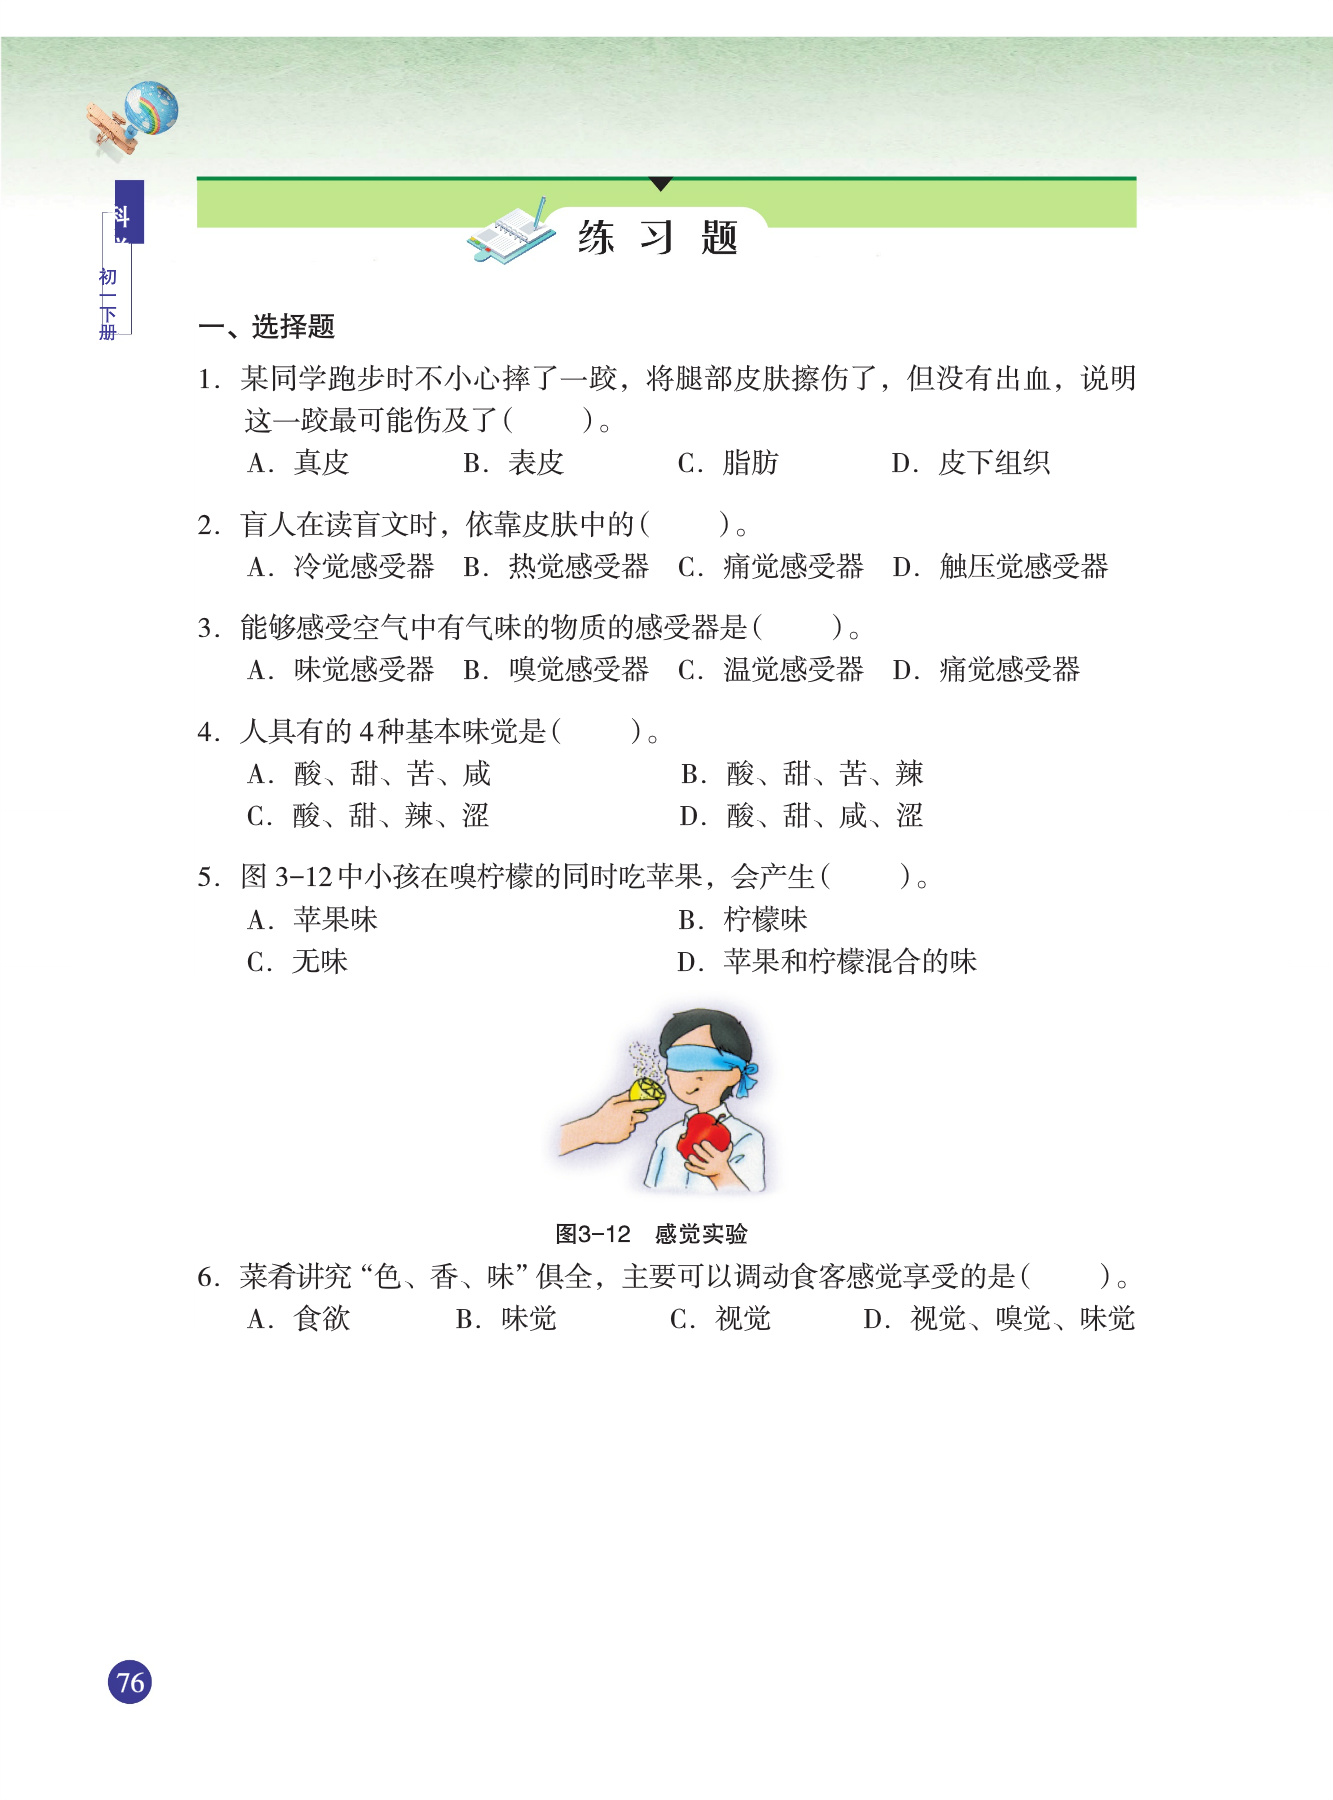 科
初一下册
练习题
一、选择题
1. 某同学跑步时不小心摔了一跤，将腿部皮肤擦伤了，但没有出血，说明
这一跤最可能伤及了(  )。
A. 真皮 B. 表皮 C. 脂肪 D. 皮下组织
2. 盲人在读盲文时，依靠皮肤中的(  )。
A. 冷觉感受器 B. 热觉感受器 C. 痛觉感受器 D. 触压觉感受器
3. 能够感受空气中有气味的物质的感受器是(  )。
A. 味觉感受器 B. 嗅觉感受器 C. 温觉感受器 D. 痛觉感受器
4. 人具有的 4种基本味觉是(  )。
A. 酸、甜、苦、咸 B. 酸、甜、苦、辣
C. 酸、甜、辣、涩 D. 酸、甜、咸、涩
5. 图 3-12中小孩在嗅柠檬的同时吃苹果，会产生(  )。
A. 苹果味 B. 柠檬味
C. 无味 D. 苹果和柠檬混合的味
图3-12 感觉实验
6. 菜肴讲究“色、香、味”俱全，主要可以调动食客感觉享受的是(  )。
A. 食欲 B. 味觉 C. 视觉 D. 视觉、嗅觉、味觉
76